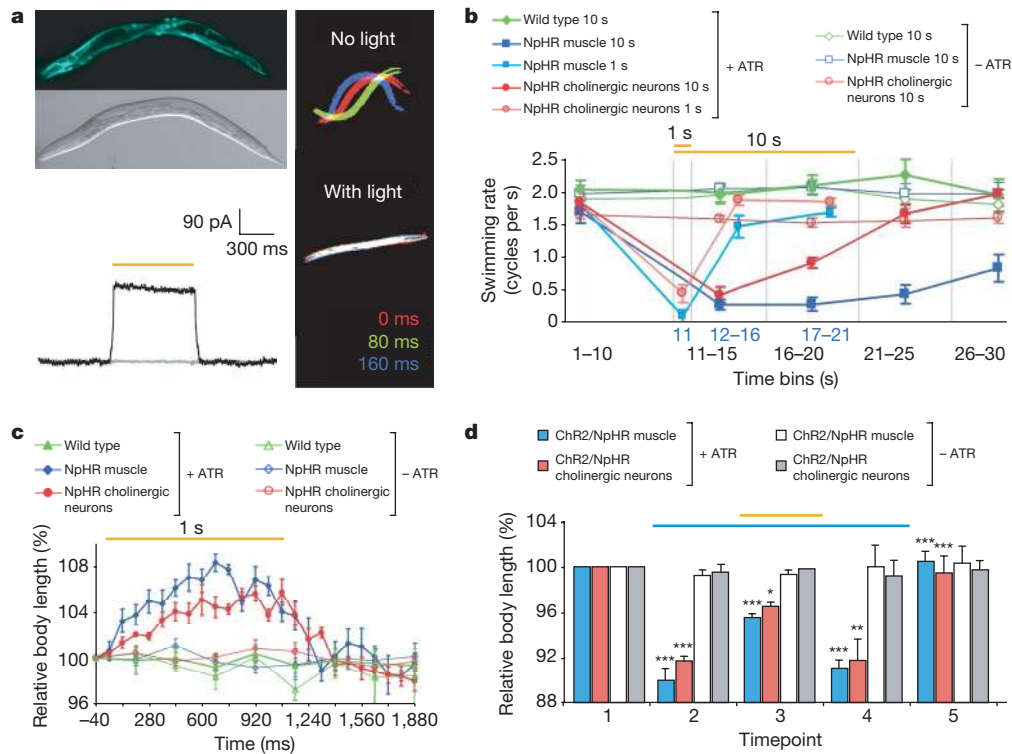 a
No light
With light
0 ms
80 ms
160 ms
90 pA
300 ms
b
Wild type 10 s
NpHR muscle 10 s
NpHR muscle 1 s
NpHR cholinergic neurons 10 s
NpHR cholinergic neurons 1 s
+ ATR
Wild type 10 s
NpHR muscle 10 s
NpHR cholinergic
neurons 10 s
– ATR
1 s
10 s
Swimming rate
(cycles per s)
2.5
2.0
1.5
1.0
0.5
0
11 12–16 17–21
1–10 11–15 16–20 21–25 26–30
Time bins (s)
c
Wild type
NpHR muscle
NpHR cholinergic
neurons
+ ATR
Wild type
NpHR muscle
NpHR cholinergic
neurons
– ATR
1 s
Relative body length (%)
108
104
100
96
–40 280 600 920 1,240 1,560 1,880
Time (ms)
d
ChR2/NpHR muscle
ChR2/NpHR
cholinergic neurons
+ ATR
ChR2/NpHR muscle
ChR2/NpHR
cholinergic neurons
– ATR
Relative body length (%)
104
100
96
92
88
*** ***
*** *
*** **
*** ***
1 2 3 4 5
Timepoint